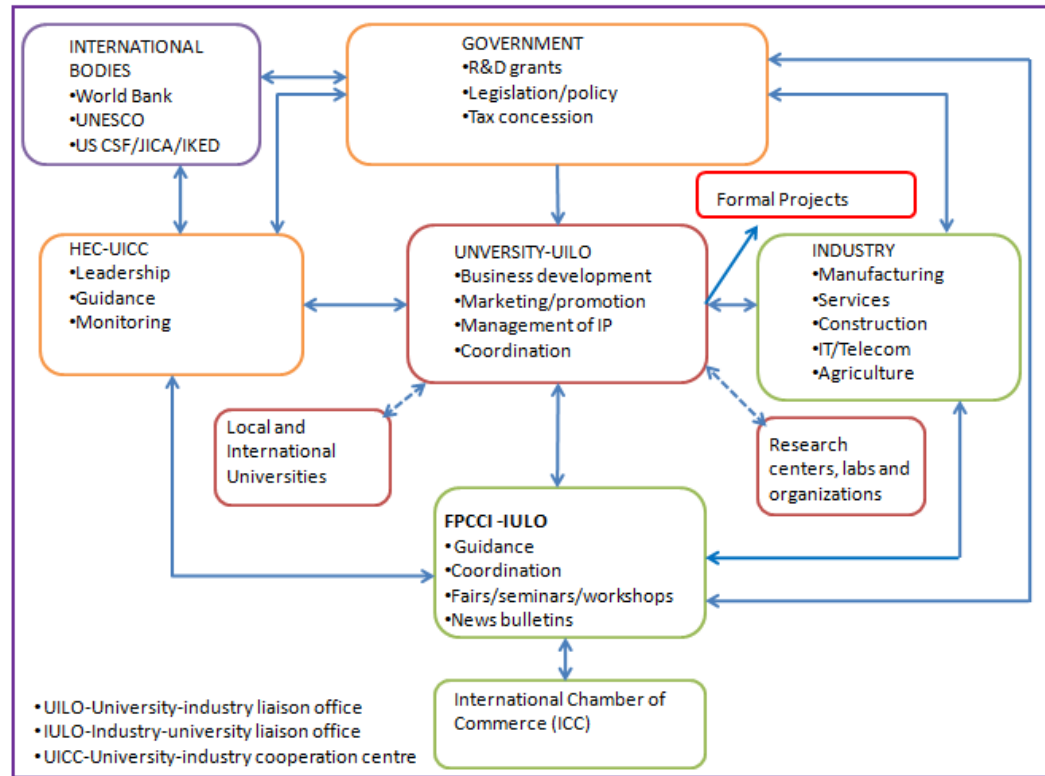 INTERNATIONAL
BODIES
•World Bank
•UNESCO
•US CSF/JICA/IKED
GOVERNMENT
•R&D grants
•Legislation/policy
•Tax concession
Formal Projects
HEC-UICC
•Leadership
•Guidance
•Monitoring
UNVERSITY-UILO
•Business development
•Marketing/promotion
•Management of IP
•Coordination
INDUSTRY
•Manufacturing
•Services
•Construction
•IT/Telecom
•Agriculture
Local and
International
Universities
Research
centers, labs and
organizations
FPCCI -IULO
• Guidance
•Coordination
•Fairs/seminars/workshops
•News bulletins
International Chamber of
Commerce (ICC)
•UILO-University-industry liaison office
•IULO-Industry-university liaison office
•UICC-University-industry cooperation centre